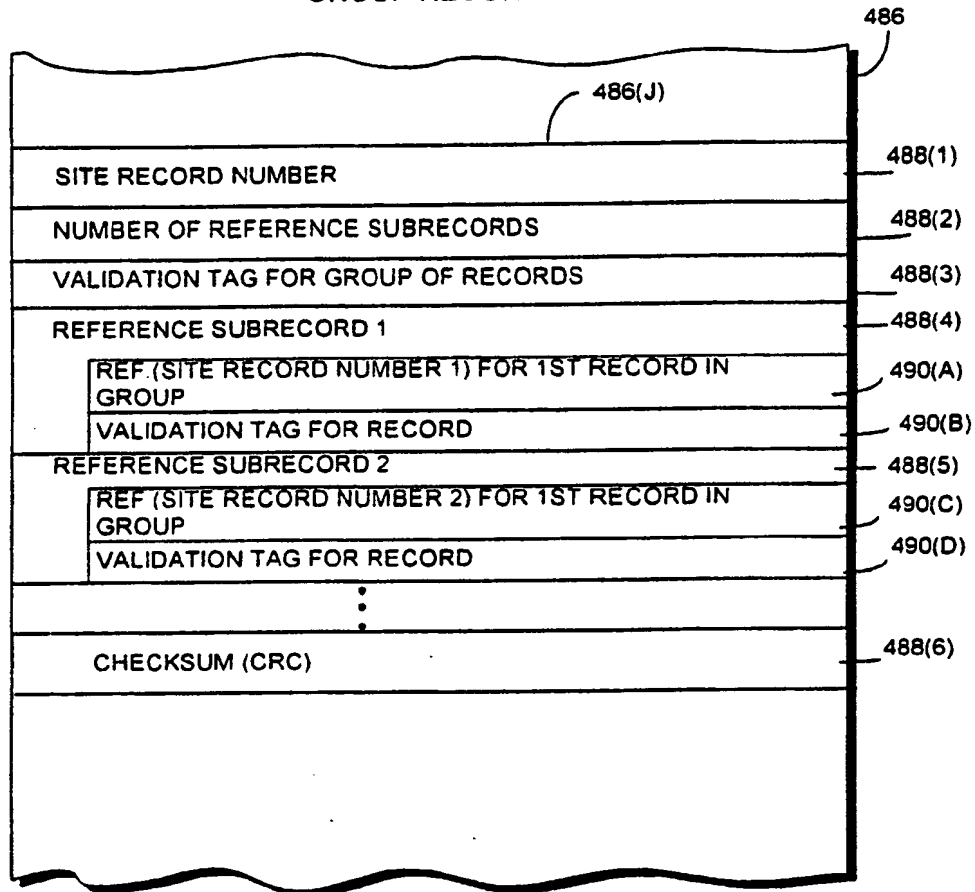 486
486(J)
SITE RECORD NUMBER 488(1)
NUMBER OF REFERENCE SUBRECORDS 488(2)
VALIDATION TAG FOR GROUP OF RECORDS 488(3)
REFERENCE SUBRECORD 1 488(4)
REF.(SITE RECORD NUMBER 1) FOR 1ST RECORD IN 490(A)
GROUP
VALIDATION TAG FOR RECORD 490(B)
REFERENCE SUBRECORD 2 488(5)
REF (SITE RECORD NUMBER 2) FOR 1ST RECORD IN 490(C)
GROUP
VALIDATION TAG FOR RECORD 490(D)
CHECKSUM (CRC) 488(6)